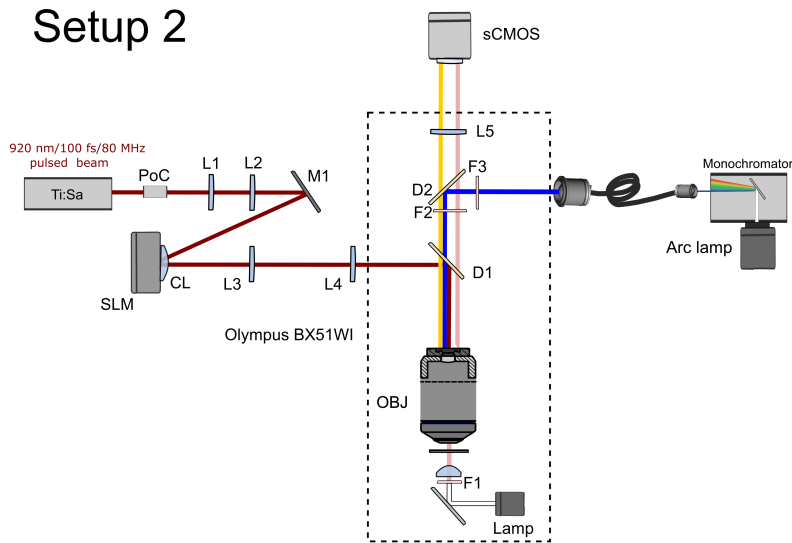 Setup 2
sCMOS
920 nm/100 fs/80 MHz
pulsed beam
Ti:Sa
PoC
L1
L2
M1
L5
F3
D2
F2
Monochromator
Arc lamp
D1
SLM
CL
L3
L4
Olympus BX51WI
OBJ
F1
Lamp